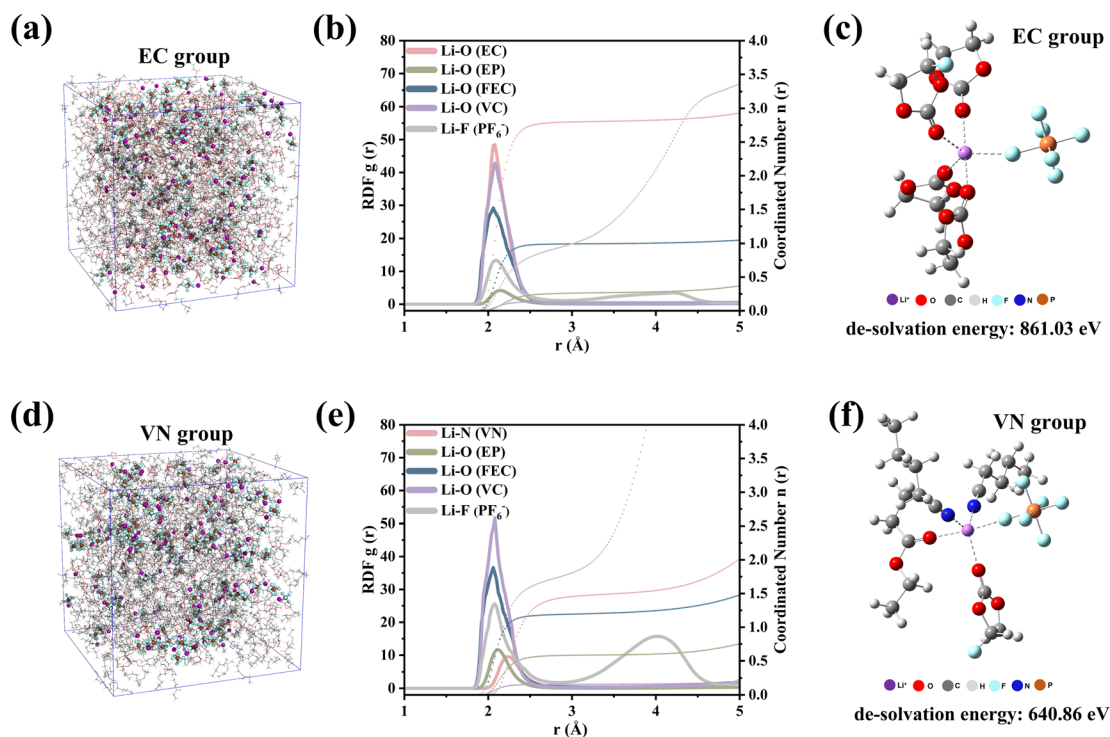 (a)
EC group
(b)
80
70
60
50
40
30
20
10
0
RDF g (r)
Li-O (EC)
Li-O (EP)
Li-O (FEC)
Li-O (VC)
Li-F (PF₆⁻)
4.0
3.5
3.0
2.5
2.0
1.5
1.0
0.5
0.0
Coordinated Number n (r)
1 2 3 4 5
r (Å)
(c)
EC group
Li⁺ O C H F N P
de-solvation energy: 861.03 eV
(d)
VN group
(e)
80
70
60
50
40
30
20
10
0
RDF g (r)
Li-N (VN)
Li-O (EP)
Li-O (FEC)
Li-O (VC)
Li-F (PF₆⁻)
4.0
3.5
3.0
2.5
2.0
1.5
1.0
0.5
0.0
Coordinated Number n (r)
1 2 3 4 5
r (Å)
(f)
VN group
Li⁺ O C H F N P
de-solvation energy: 640.86 eV